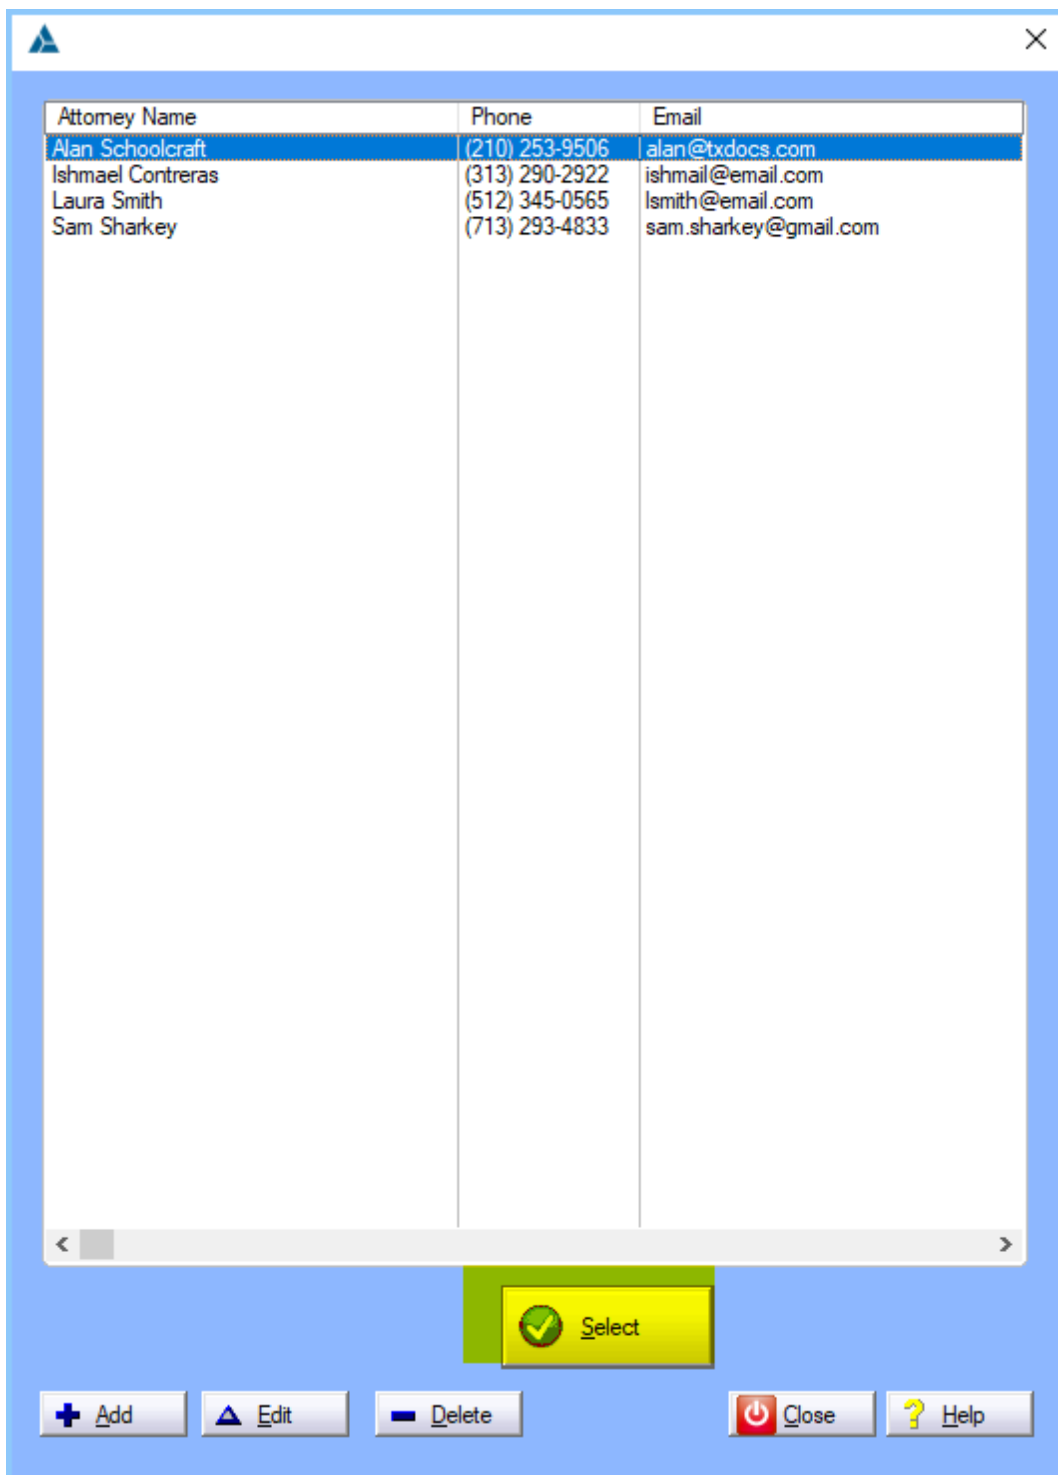 Attorney Name Phone Email
Alan Schoolcraft (210) 253-9506 alan@txdocs.com
Ishmael Contreras (313) 290-2922 ishmail@email.com
Laura Smith (512) 345-0565 lsmith@email.com
Sam Sharkey (713) 293-4833 sam.sharkey@gmail.com
Select
Add Edit Delete Close Help